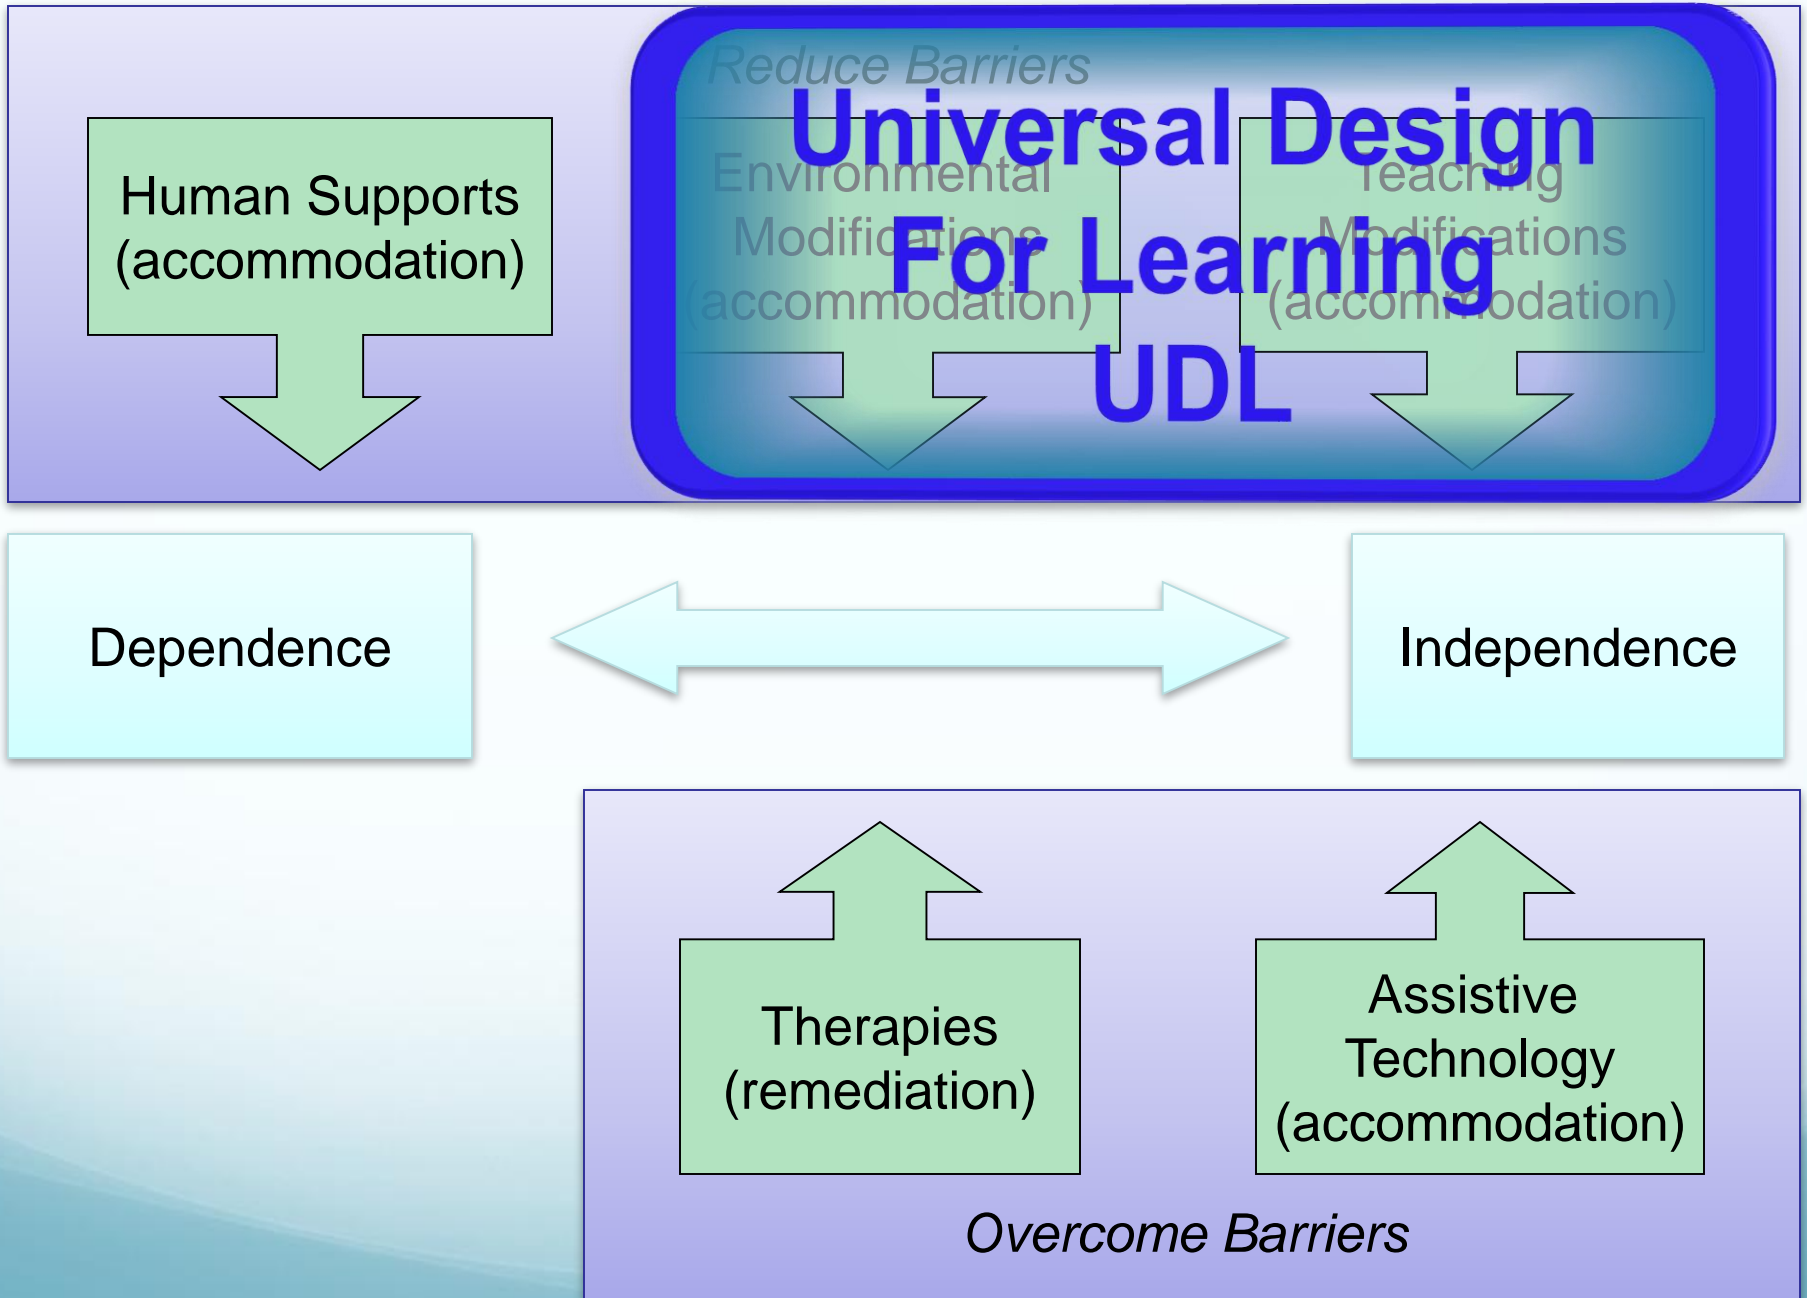 Reduce Barriers
Universal Design
For Learning
UDL
Human Supports
(accommodation)
Environmental
Modifications
(accommodation)
Teaching
Modifications
(accommodation)
Dependence
Independence
Therapies
(remediation)
Assistive
Technology
(accommodation)
Overcome Barriers